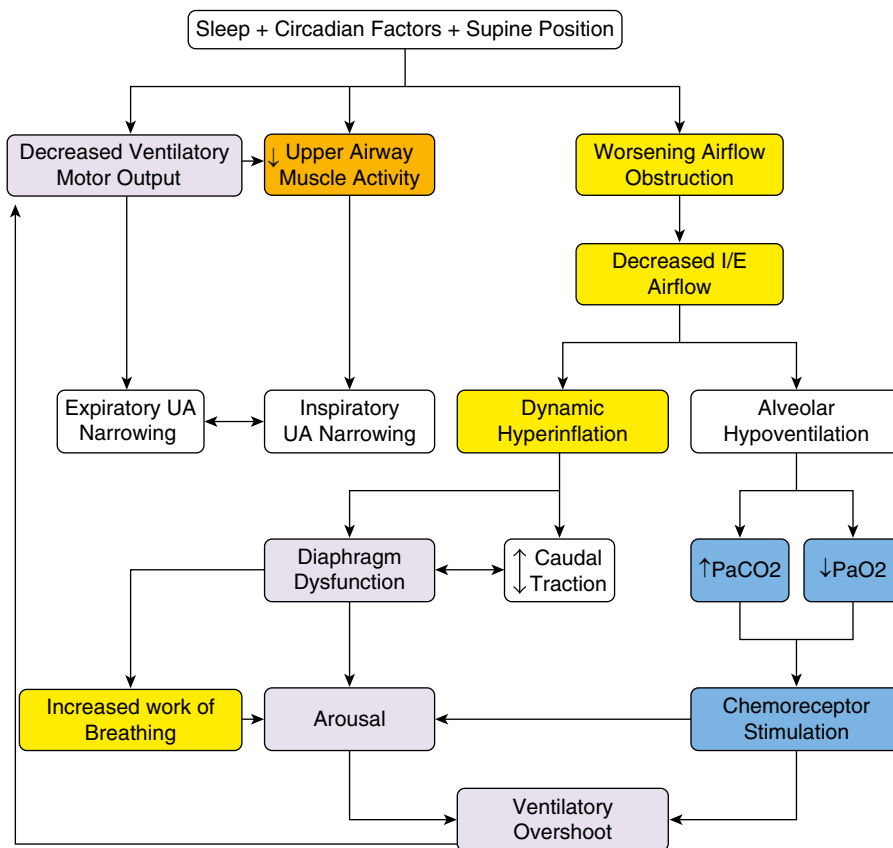 Sleep + Circadian Factors + Supine Position
Decreased Ventilatory
Motor Output
↓ Upper Airway
Muscle Activity
Worsening Airflow
Obstruction
Decreased I/E
Airflow
Expiratory UA
Narrowing
Inspiratory
UA Narrowing
Dynamic
Hyperinflation
Alveolar
Hypoventilation
Diaphragm
Dysfunction
↑ Caudal
↓ Traction
↑PaCO2
↓PaO2
Increased work of
Breathing
Arousal
Chemoreceptor
Stimulation
Ventilatory
Overshoot